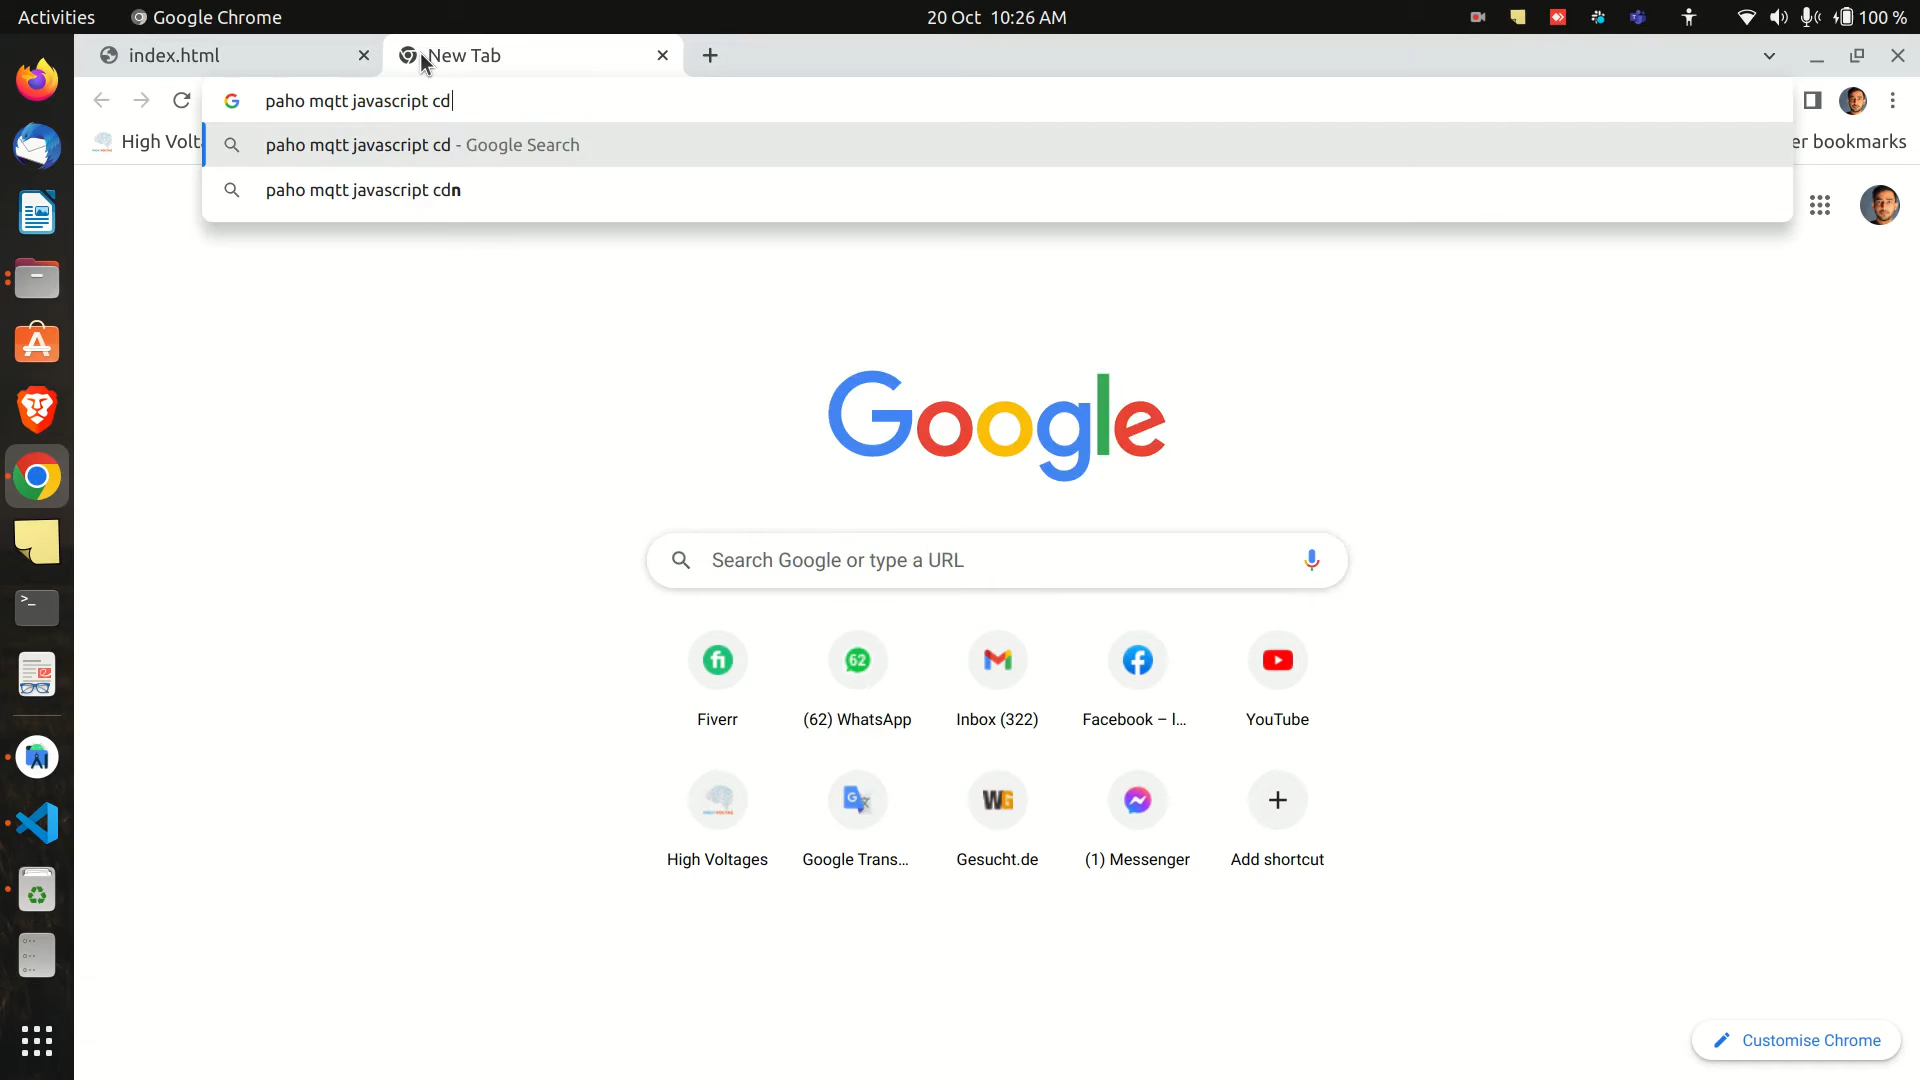 Activities
Google Chrome
20 Oct 10:26 AM
100 %
index.html
New Tab
paho mqtt javascript cd
High Volt
er bookmarks
paho mqtt javascript cd - Google Search
paho mqtt javascript cdn
Google
Search Google or type a URL
Fiverr
(62) WhatsApp
Inbox (322)
Facebook – l...
YouTube
High Voltages
Google Trans...
Gesucht.de
(1) Messenger
Add shortcut
Customise Chrome